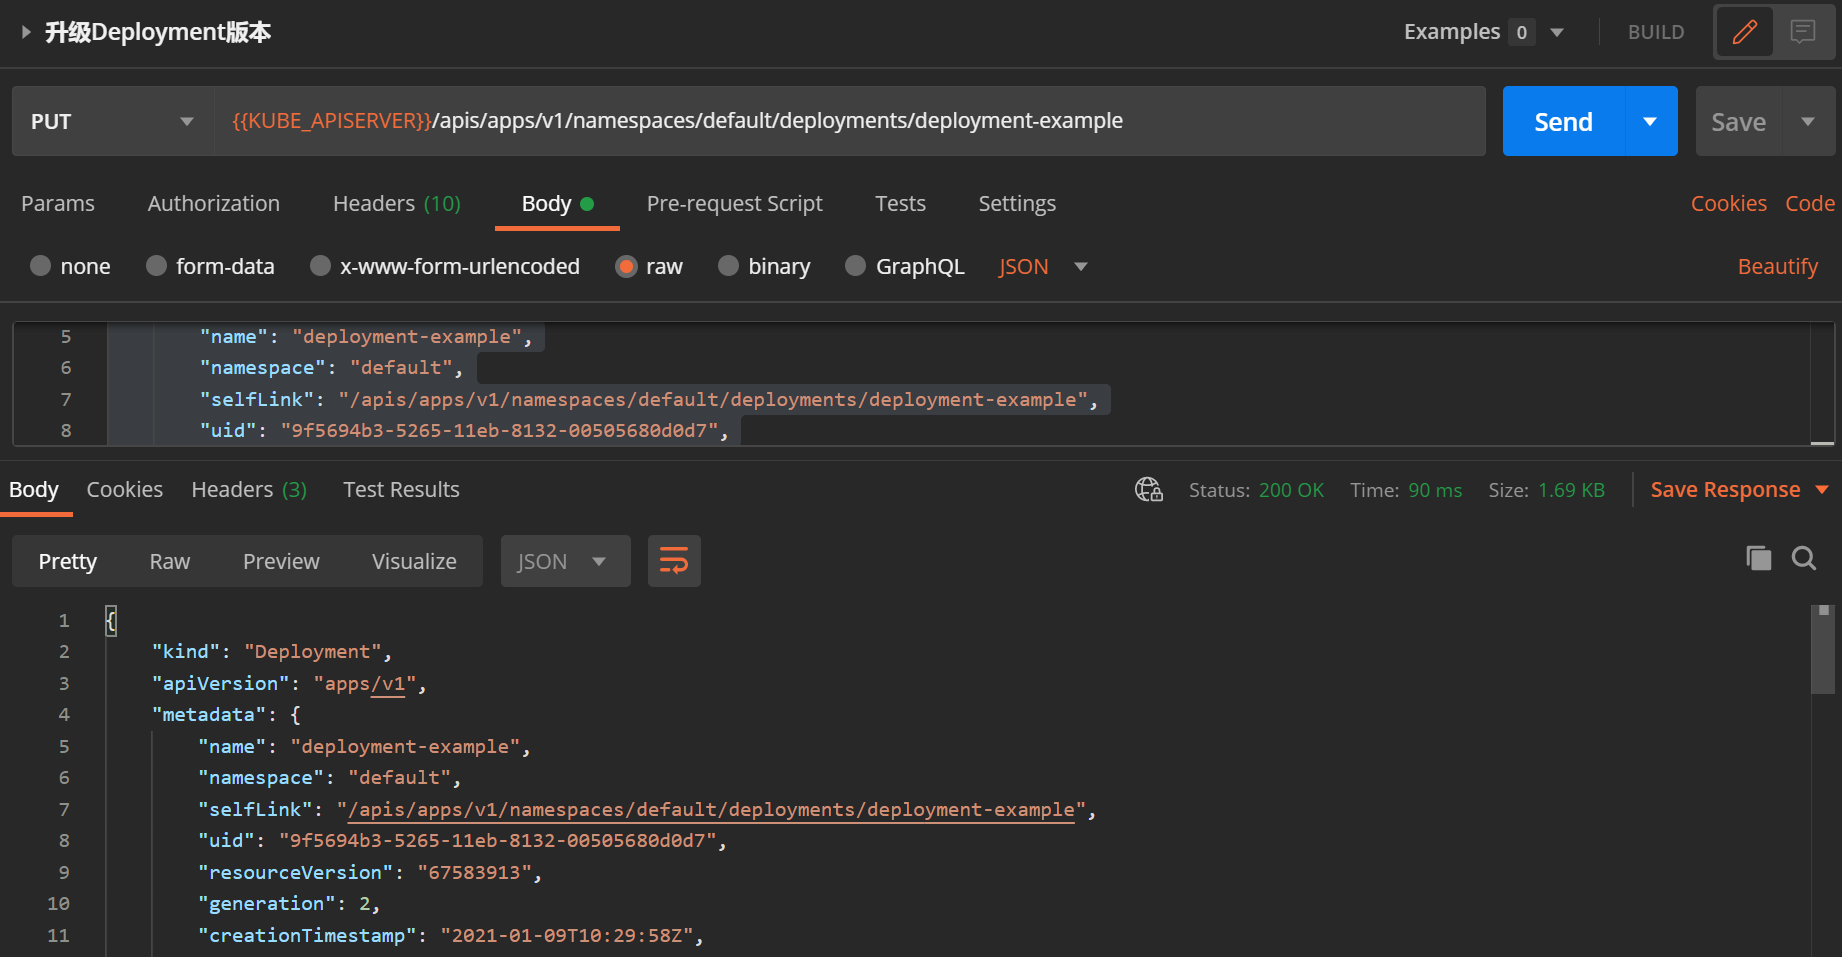 升级Deployment版本
Examples 0 BUILD
PUT {{KUBE_APISERVER}}/apis/apps/v1/namespaces/default/deployments/deployment-example Send Save
Params Authorization Headers (10) Body Pre-request Script Tests Settings Cookies Code
none form-data x-www-form-urlencoded raw binary GraphQL JSON Beautify
5 "name": "deployment-example",
6 "namespace": "default",
7 "selfLink": "/apis/apps/v1/namespaces/default/deployments/deployment-example",
8 "uid": "9f5694b3-5265-11eb-8132-00505680d0d7",
Body Cookies Headers (3) Test Results Status: 200 OK Time: 90 ms Size: 1.69 KB Save Response
Pretty Raw Preview Visualize JSON
1 {
2 "kind": "Deployment",
3 "apiVersion": "apps/v1",
4 "metadata": {
5 "name": "deployment-example",
6 "namespace": "default",
7 "selfLink": "/apis/apps/v1/namespaces/default/deployments/deployment-example",
8 "uid": "9f5694b3-5265-11eb-8132-00505680d0d7",
9 "resourceVersion": "67583913",
10 "generation": 2,
11 "creationTimestamp": "2021-01-09T10:29:58Z",